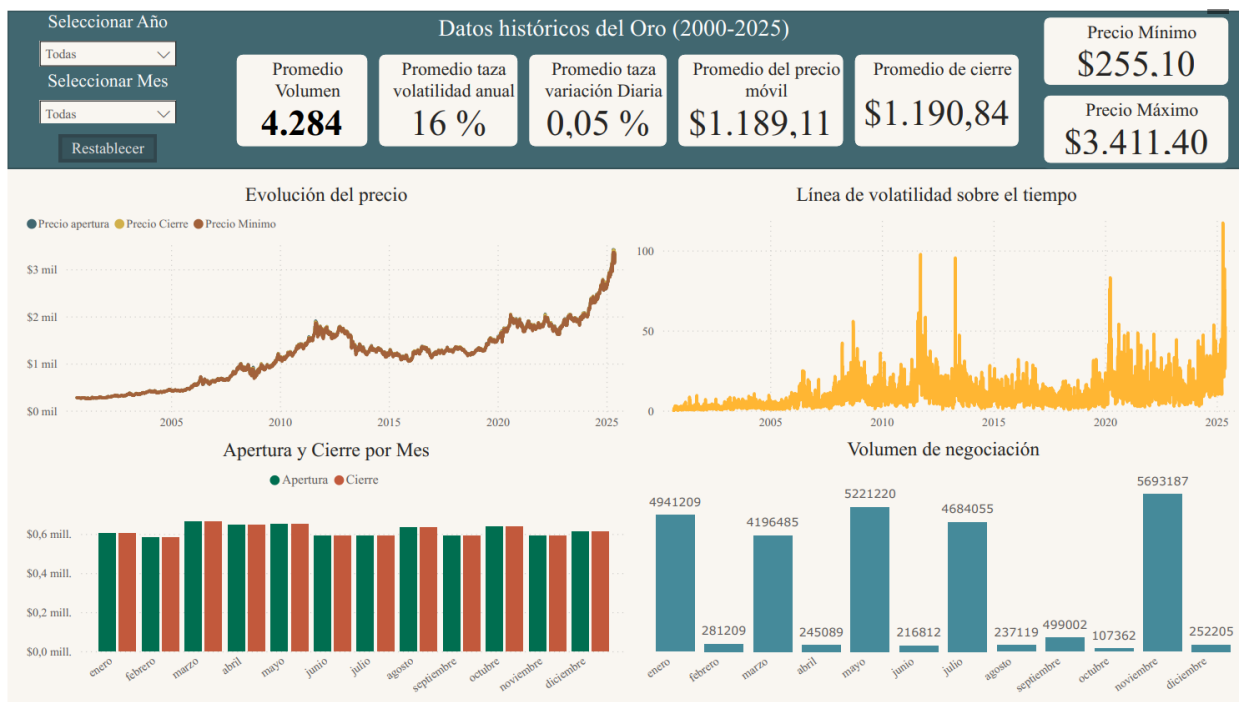 Seleccionar Año
Todas
Seleccionar Mes
Todas
Restablecer
Datos históricos del Oro (2000-2025)
Promedio
Volumen
4.284
Promedio taza
volatilidad anual
16 %
Promedio taza
variación Diaria
0,05 %
Promedio del precio
móvil
$1.189,11
Promedio de cierre
$1.190,84
Precio Mínimo
$255,10
Precio Máximo
$3.411,40
Evolución del precio
Precio apertura Precio Cierre Precio Minimo
$3 mil
$2 mil
$1 mil
$0 mil
2005 2010 2015 2020 2025
Línea de volatilidad sobre el tiempo
100
50
0
2005 2010 2015 2020 2025
Apertura y Cierre por Mes
Apertura Cierre
$0,6 mill.
$0,4 mill.
$0,2 mill.
$0,0 mill.
enero febrero marzo abril mayo junio julio agosto septiembre octubre noviembre diciembre
Volumen de negociación
4941209 281209 4196485 245089 5221220 216812 4684055 237119 499002 107362 5693187 252205
enero febrero marzo abril mayo junio julio agosto septiembre octubre noviembre diciembre